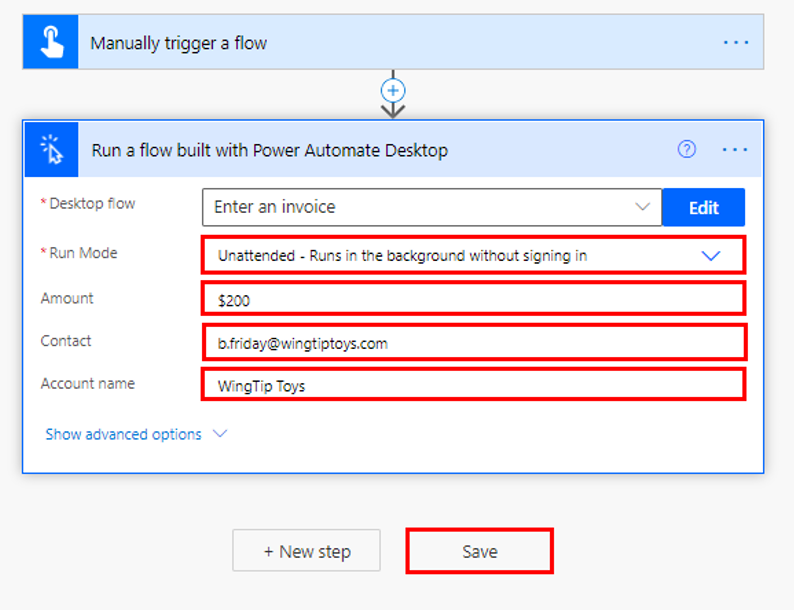 Manually trigger a flow
Run a flow built with Power Automate Desktop
* Desktop flow Enter an invoice Edit
* Run Mode Unattended - Runs in the background without signing in
Amount $200
Contact b.friday@wingtiptoys.com
Account name WingTip Toys
Show advanced options
+ New step Save